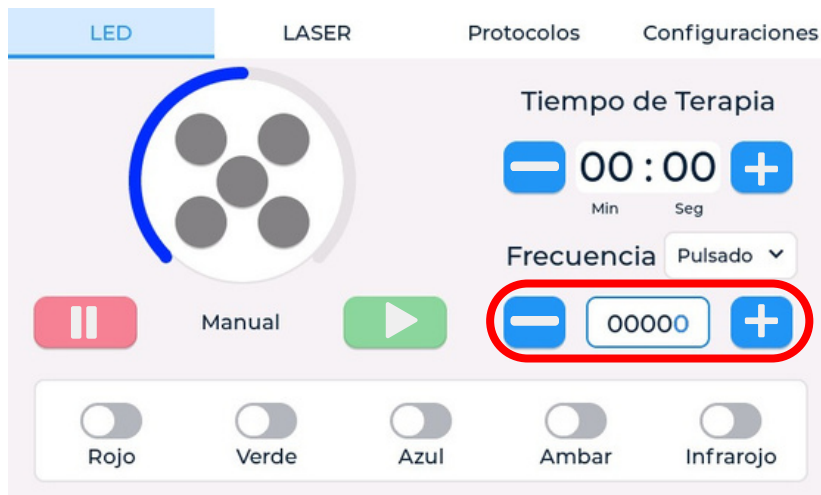 LED LASER Protocolos Configuraciones
Tiempo de Terapia
00 : 00
Min Seg
Frecuencia Pulsado
Manual
00000
Rojo Verde Azul Ambar Infrarojo